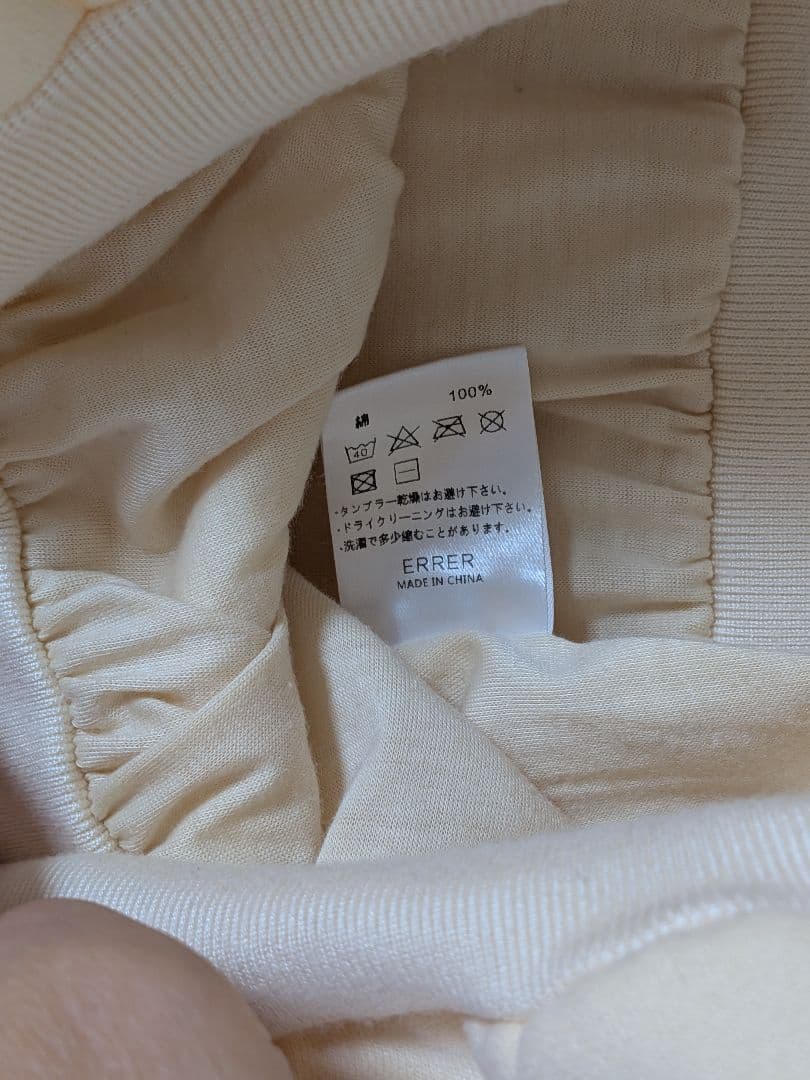 綿 100%
40
・タンブラー乾燥はお避け下さい。
・ドライクリーニングはお避け下さい。
・洗濯で多少縮むことがあります。
ERRER
MADE IN CHINA